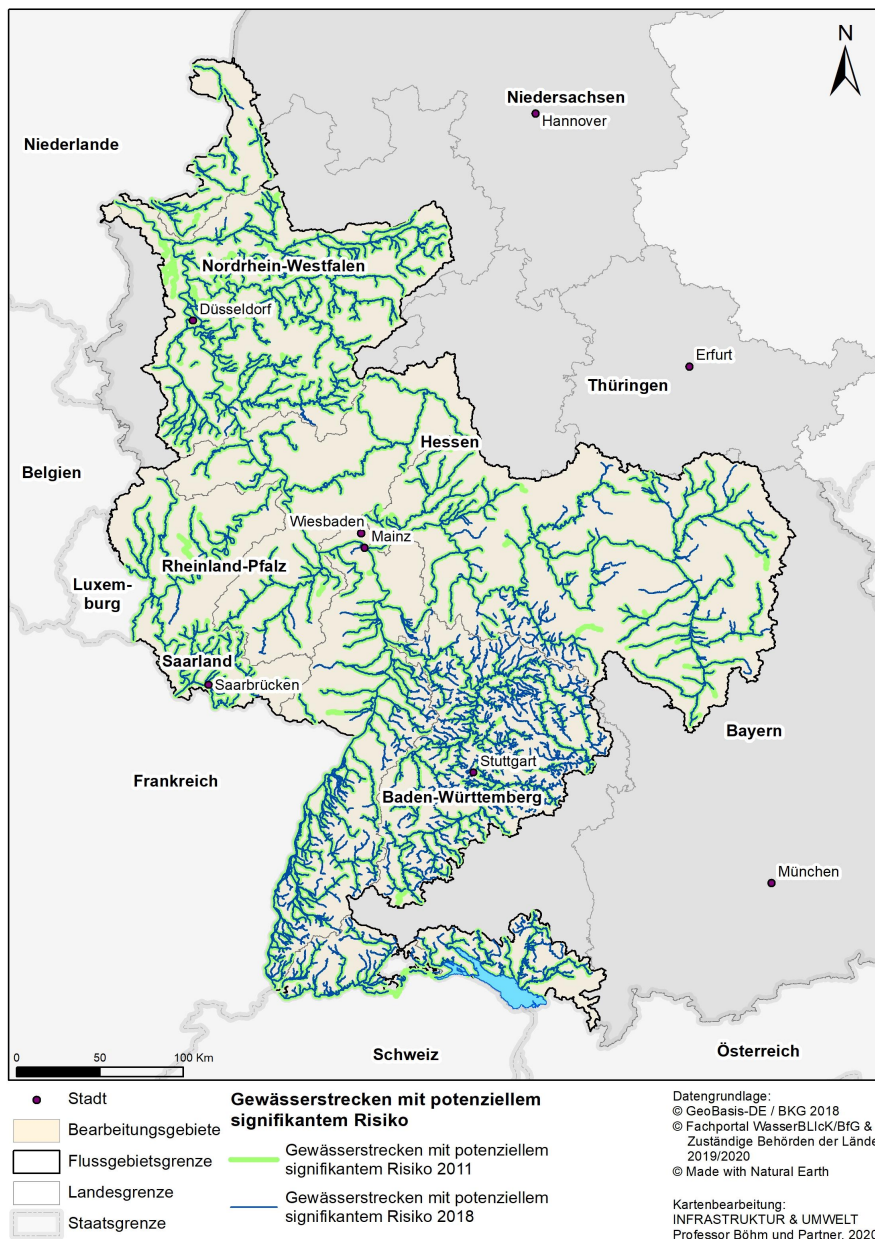 N
Niedersachsen
Hannover
Niederlande
Nordrhein-Westfalen
Düsseldorf
Erfurt
Thüringen
Hessen
Belgien
Wiesbaden
Mainz
Rheinland-Pfalz
Luxem-
burg
Saarland
Saarbrücken
Bayern
Frankreich
Stuttgart
Baden-Württemberg
München
0 50 100 Km
Schweiz
Österreich
Stadt
Bearbeitungsgebiete
Flussgebietsgrenze
Landesgrenze
Staatsgrenze
Gewässerstrecken mit potenziellem
signifikantem Risiko
Gewässerstrecken mit potenziellem
signifikantem Risiko 2011
Gewässerstrecken mit potenziellem
signifikantem Risiko 2018
Datengrundlage:
© GeoBasis-DE / BKG 2018
© Fachportal WasserBLIcK/BfG &
Zuständige Behörden der Lände
2019/2020
© Made with Natural Earth
Kartenbearbeitung:
INFRASTRUKTUR & UMWELT
Professor Böhm und Partner, 2020